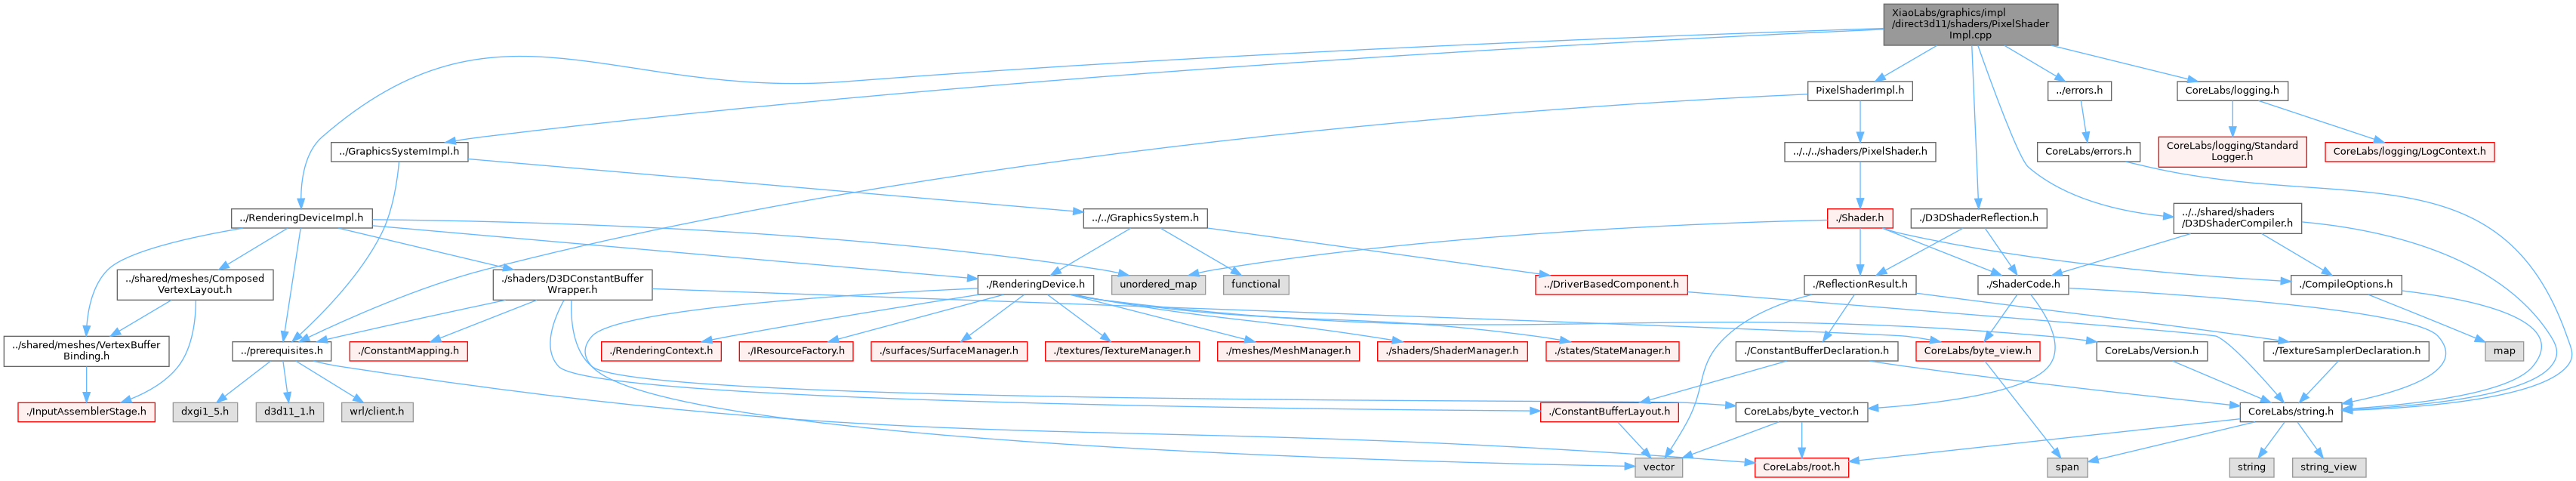 XiaoLabs/graphics/impl
/direct3d11/shaders/PixelShader
Impl.cpp
PixelShaderImpl.h
../errors.h
CoreLabs/logging.h
../GraphicsSystemImpl.h
../../../shaders/PixelShader.h
CoreLabs/errors.h
CoreLabs/logging/Standard
Logger.h
CoreLabs/logging/LogContext.h
../RenderingDeviceImpl.h
../../GraphicsSystem.h
./Shader.h
./D3DShaderReflection.h
../../shared/shaders
/D3DShaderCompiler.h
../shared/meshes/Composed
VertexLayout.h
./shaders/D3DConstantBuffer
Wrapper.h
./RenderingDevice.h
unordered_map
functional
../DriverBasedComponent.h
./ReflectionResult.h
./ShaderCode.h
./CompileOptions.h
../shared/meshes/VertexBuffer
Binding.h
../prerequisites.h
./ConstantMapping.h
./RenderingContext.h
./IResourceFactory.h
./surfaces/SurfaceManager.h
./textures/TextureManager.h
./meshes/MeshManager.h
./shaders/ShaderManager.h
./states/StateManager.h
./ConstantBufferDeclaration.h
CoreLabs/byte_view.h
CoreLabs/Version.h
./TextureSamplerDeclaration.h
map
./InputAssemblerStage.h
dxgi1_5.h
d3d11_1.h
wrl/client.h
./ConstantBufferLayout.h
CoreLabs/byte_vector.h
CoreLabs/string.h
vector
CoreLabs/root.h
span
string
string_view